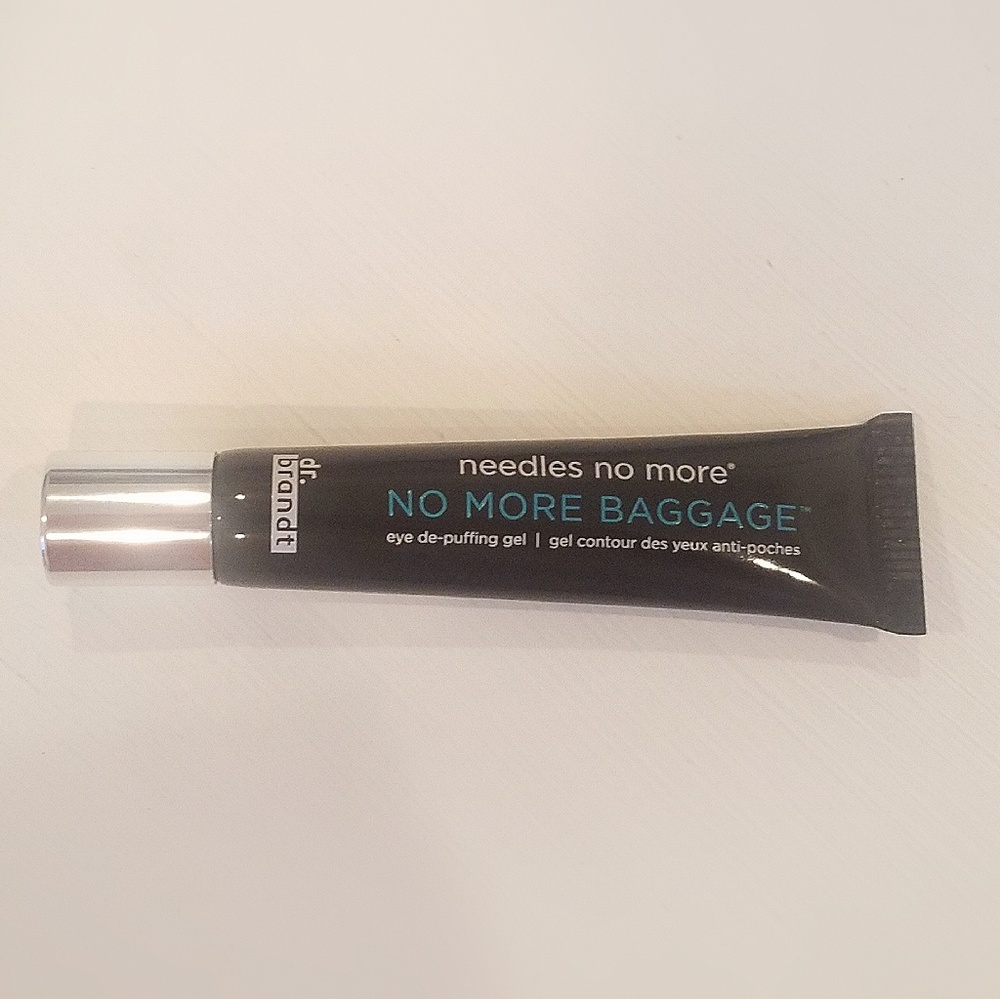 dr.
brandt
needles no more®
NO MORE BAGGAGE™
eye de-puffing gel | gel contour des yeux anti-poches